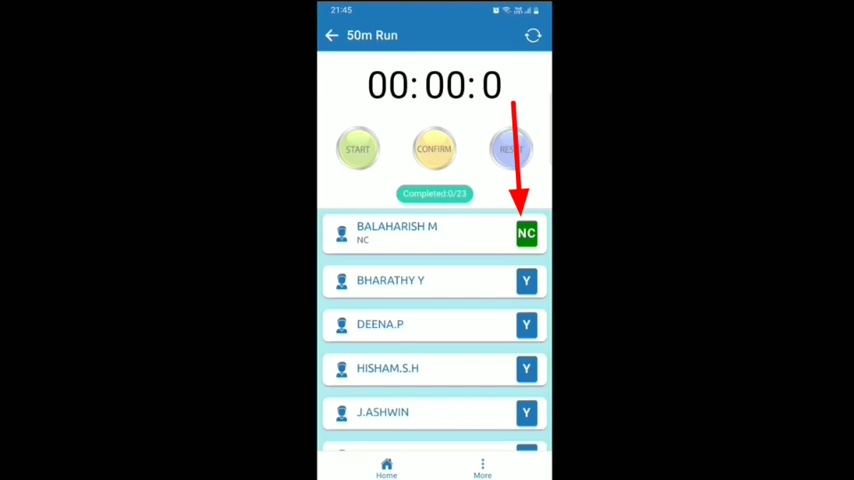 21:45
50m Run
00: 00: 0
START
CONFIRM
RESET
Completed:0/23
BALAHARISH M
NC
NC
BHARATHY Y
Y
DEENA.P
Y
HISHAM.S.H
Y
J.ASHWIN
Y
Home
More